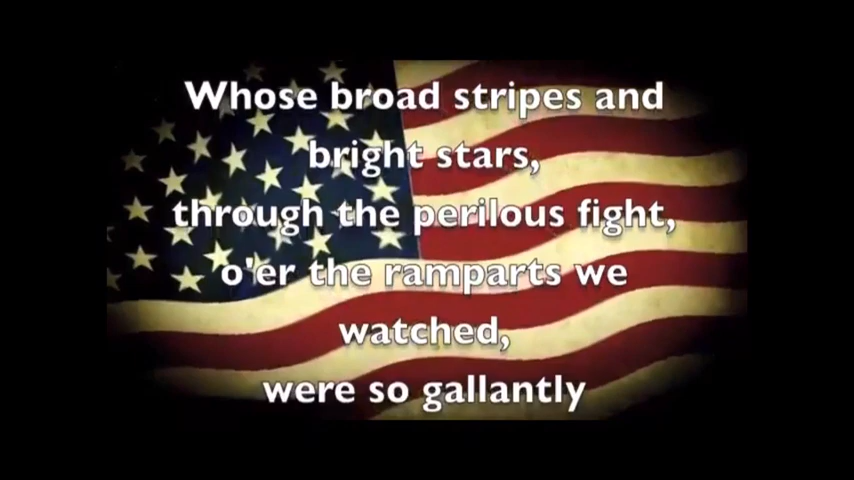 Whose broad stripes and
bright stars,
through the perilous fight,
o'er the ramparts we
watched,
were so gallantly